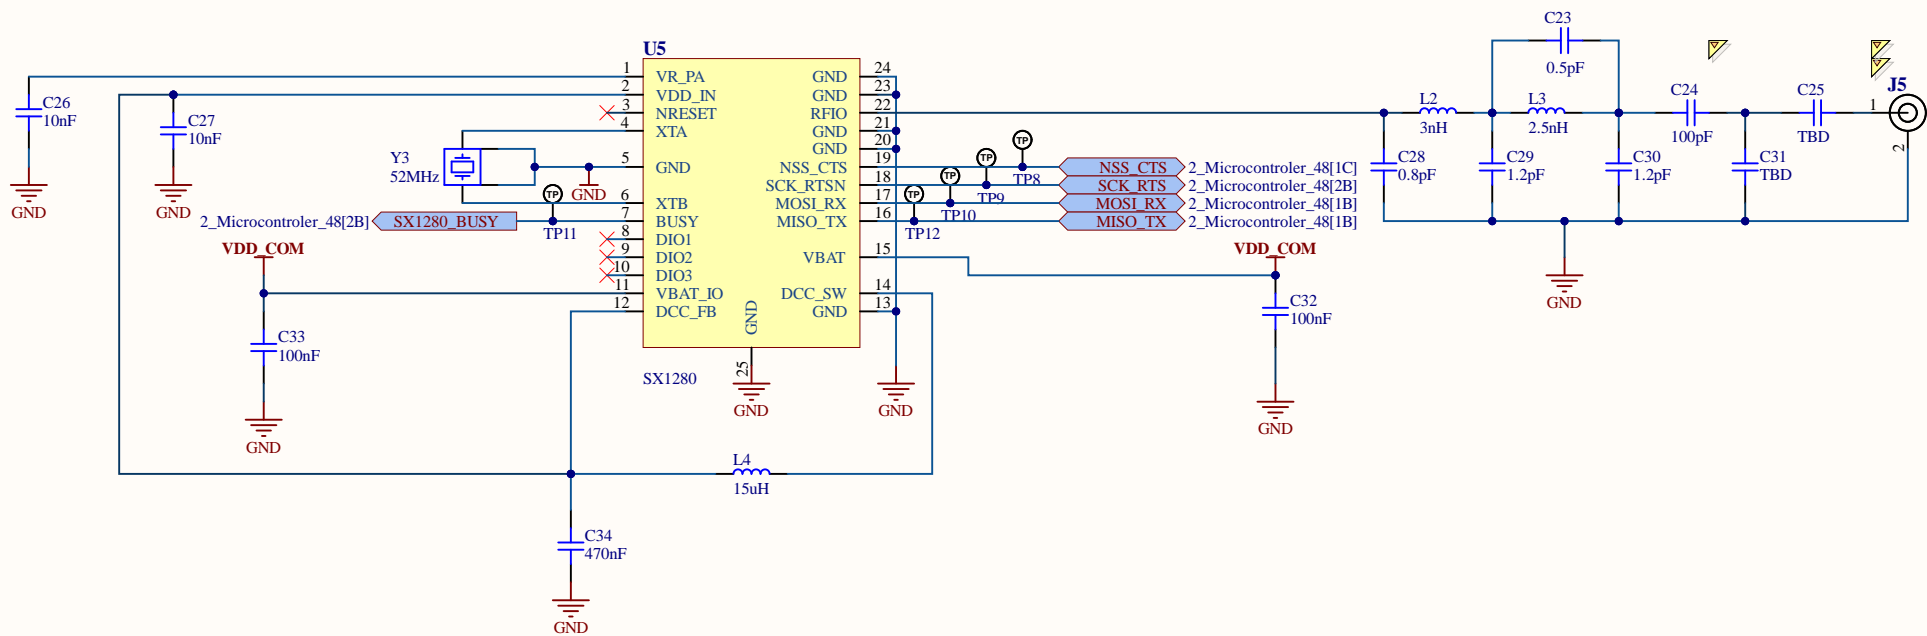 U5
1 VR_PA
2 VDD_IN
3 NRESET
4 XTA
5 GND
6 XTB
7 BUSY
8 DIO1
9 DIO2
10 DIO3
11 VBAT_IO
12 DCC_FB
GND 24
GND 23
RFIO 22
GND 21
GND 20
NSS_CTS 19
SCK_RTSN 18
MOSI_RX 17
MISO_TX 16
VBAT 15
DCC_SW 14
GND 13
GND
25
SX1280
GND
GND
C26
10nF
GND
C27
10nF
GND
Y3
52MHz
GND
TP
TP11
2_Microcontroler_48[2B] SX1280_BUSY
VDD_COM
C33
100nF
GND
L4
15uH
C34
470nF
GND
TP
TP8
TP
TP9
TP
TP10
TP
TP12
NSS_CTS 2_Microcontroler_48[1C]
SCK_RTS 2_Microcontroler_48[2B]
MOSI_RX 2_Microcontroler_48[1B]
MISO_TX 2_Microcontroler_48[1B]
VDD_COM
C32
100nF
GND
C23
0.5pF
L2
3nH
L3
2.5nH
C24
100pF
C25
TBD
C28
0.8pF
C29
1.2pF
C30
1.2pF
C31
TBD
GND
J5
1
2